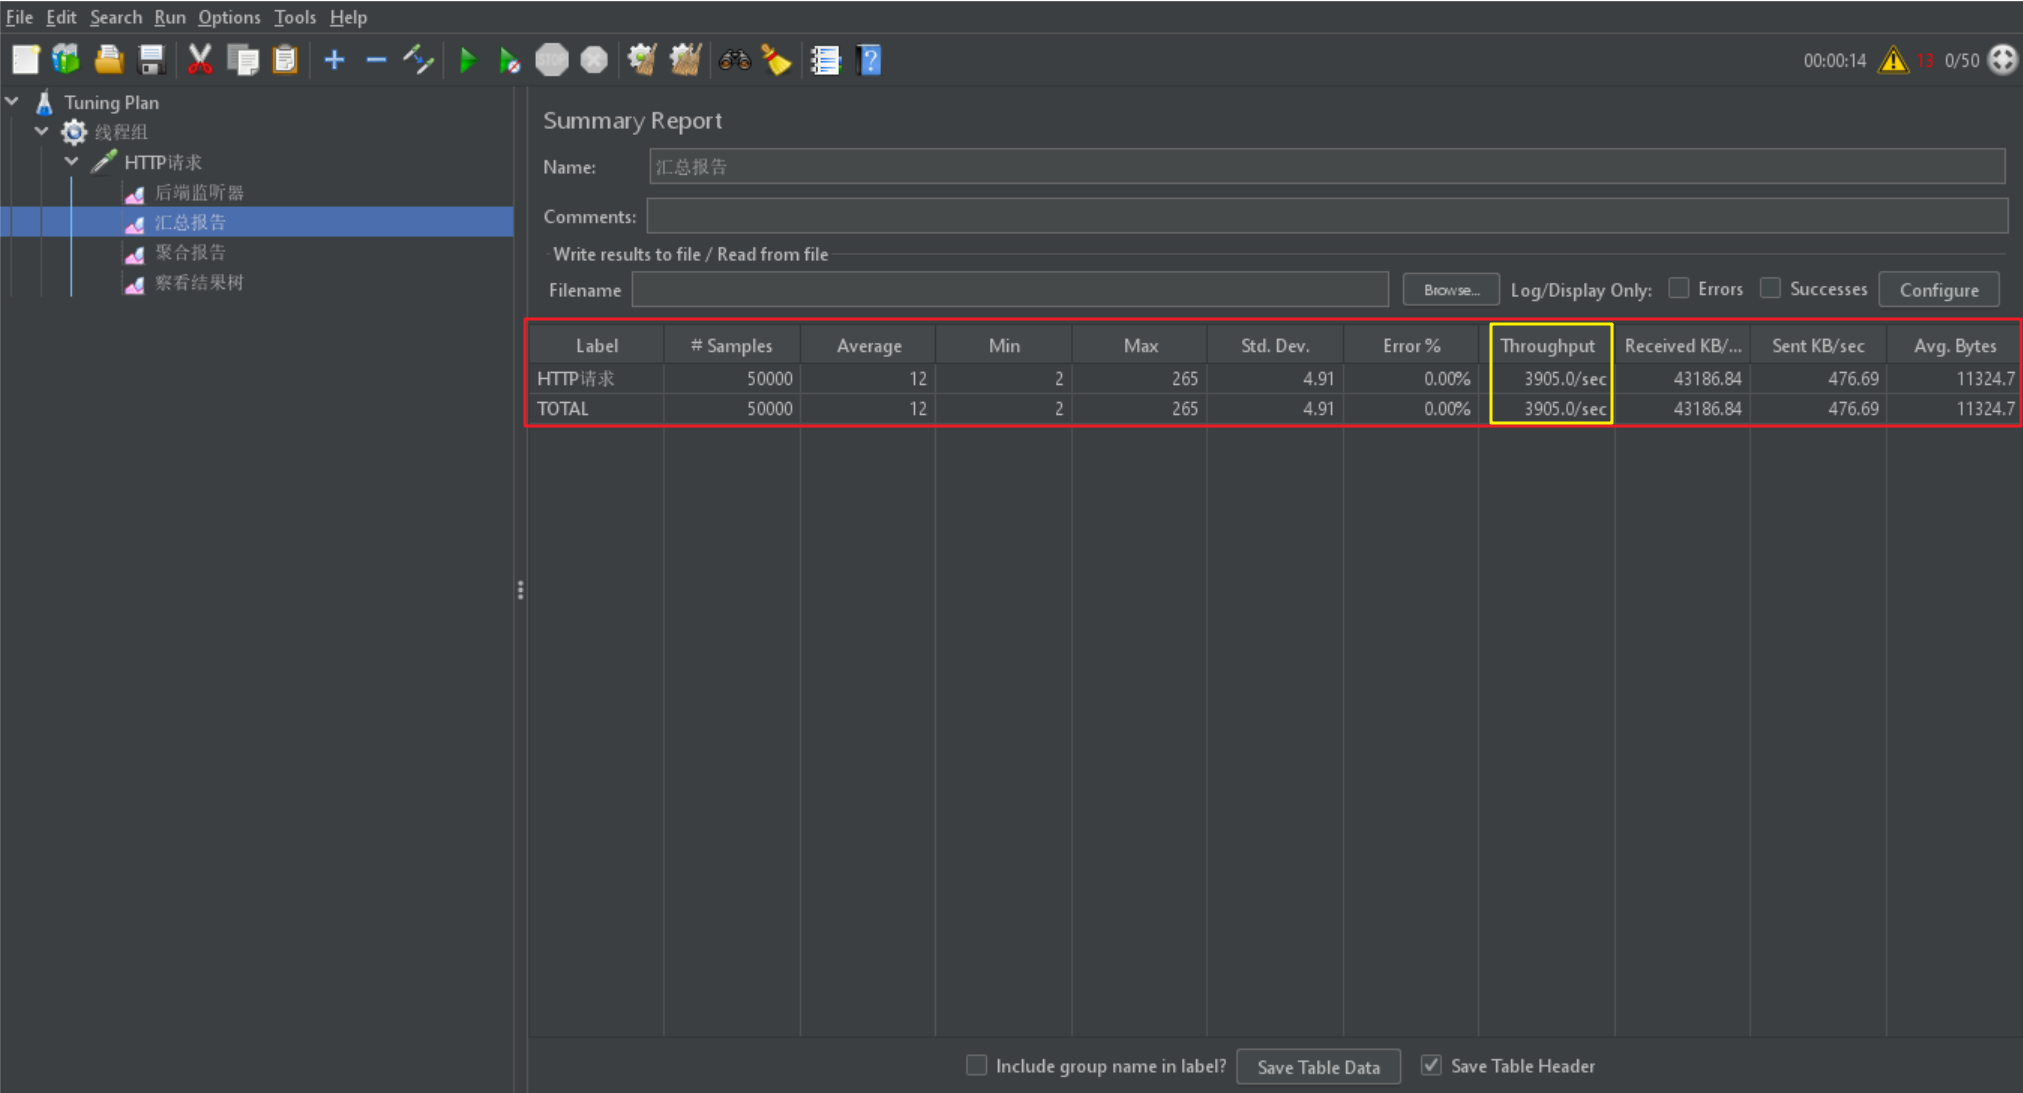 File Edit Search Run Options Tools Help
STOP
00:00:14 13 0/50
Tuning Plan
线程组
HTTP请求
后端监听器
汇总报告
聚合报告
察看结果树
Summary Report
Name: 汇总报告
Comments:
Write results to file / Read from file
Filename Browse... Log/Display Only: Errors Successes Configure
Label # Samples Average Min Max Std. Dev. Error % Throughput Received KB/... Sent KB/sec Avg. Bytes
HTTP请求 50000 12 2 265 4.91 0.00% 3905.0/sec 43186.84 476.69 11324.7
TOTAL 50000 12 2 265 4.91 0.00% 3905.0/sec 43186.84 476.69 11324.7
Include group name in label? Save Table Data Save Table Header